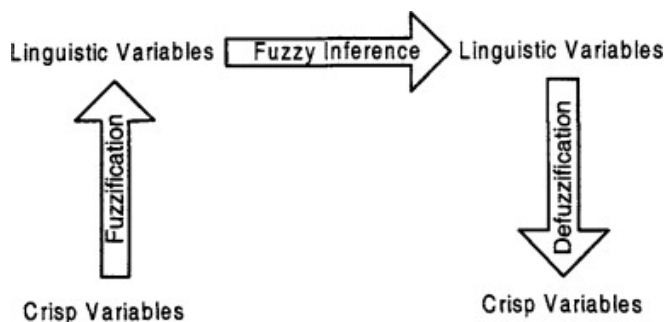 Linguistic Variables
Fuzzy Inference
Linguistic Variables
Fuzzification
Defuzzification
Crisp Variables
Crisp Variables